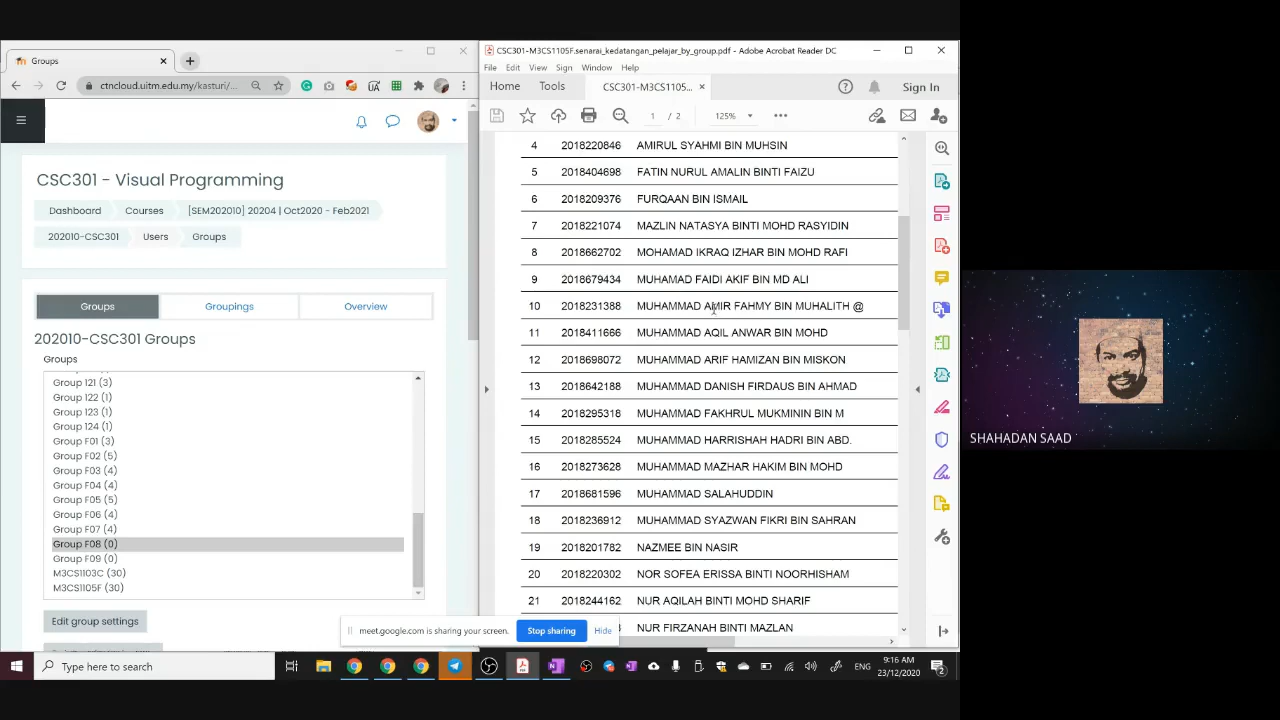 Groups
ctncloud.uitm.edu.my/kasturi/...
CSC301 - Visual Programming
Dashboard
Courses
[SEM202010] 20204 | Oct2020 - Feb2021
202010-CSC301
Users
Groups
Groups
Groupings
Overview
202010-CSC301 Groups
Groups
Group 121 (3)
Group 122 (1)
Group 123 (1)
Group 124 (1)
Group F01 (3)
Group F02 (5)
Group F03 (4)
Group F04 (4)
Group F05 (5)
Group F06 (4)
Group F07 (4)
Group F08 (0)
Group F09 (0)
M3CS1103C (30)
M3CS1105F (30)
Edit group settings
CSC301-M3CS1105F.senarai_kedatangan_pelajar_by_group.pdf - Adobe Acrobat Reader DC
File Edit View Sign Window Help
Home
Tools
CSC301-M3CS1105...
Sign In
1 / 2
125%
4 2018220846 AMIRUL SYAHMI BIN MUHSIN
5 2018404698 FATIN NURUL AMALIN BINTI FAIZU
6 2018209376 FURQAAN BIN ISMAIL
7 2018221074 MAZLIN NATASYA BINTI MOHD RASYIDIN
8 2018662702 MOHAMAD IKRAQ IZHAR BIN MOHD RAFI
9 2018679434 MUHAMAD FAIDI AKIF BIN MD ALI
10 2018231388 MUHAMMAD AMIR FAHMY BIN MUHALITH @
11 2018411666 MUHAMMAD AQIL ANWAR BIN MOHD
12 2018698072 MUHAMMAD ARIF HAMIZAN BIN MISKON
13 2018642188 MUHAMMAD DANISH FIRDAUS BIN AHMAD
14 2018295318 MUHAMMAD FAKHRUL MUKMININ BIN M
15 2018285524 MUHAMMAD HARRISHAH HADRI BIN ABD.
16 2018273628 MUHAMMAD MAZHAR HAKIM BIN MOHD
17 2018681596 MUHAMMAD SALAHUDDIN
18 2018236912 MUHAMMAD SYAZWAN FIKRI BIN SAHRAN
19 2018201782 NAZMEE BIN NASIR
20 2018220302 NOR SOFEA ERISSA BINTI NOORHISHAM
21 2018244162 NUR AQILAH BINTI MOHD SHARIF
NUR FIRZANAH BINTI MAZLAN
meet.google.com is sharing your screen.
Stop sharing
Hide
SHAHADAN SAAD
Type here to search
ENG
9:16 AM
23/12/2020
2